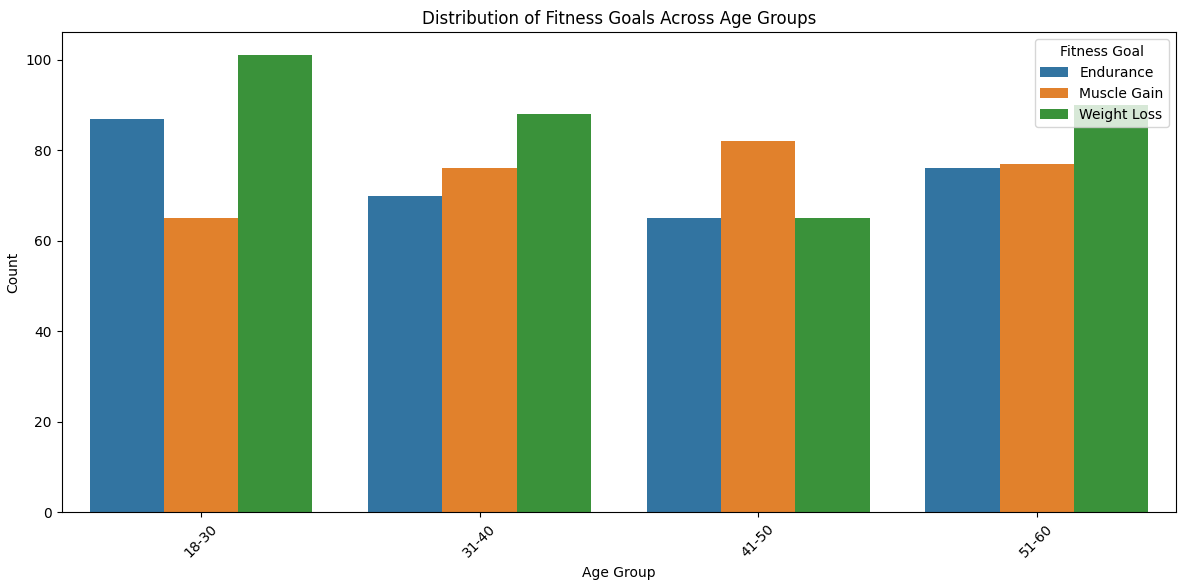 Distribution of Fitness Goals Across Age Groups
Fitness Goal
Endurance
Muscle Gain
Weight Loss
Count
100
80
60
40
20
0
18-30
31-40
41-50
51-60
Age Group